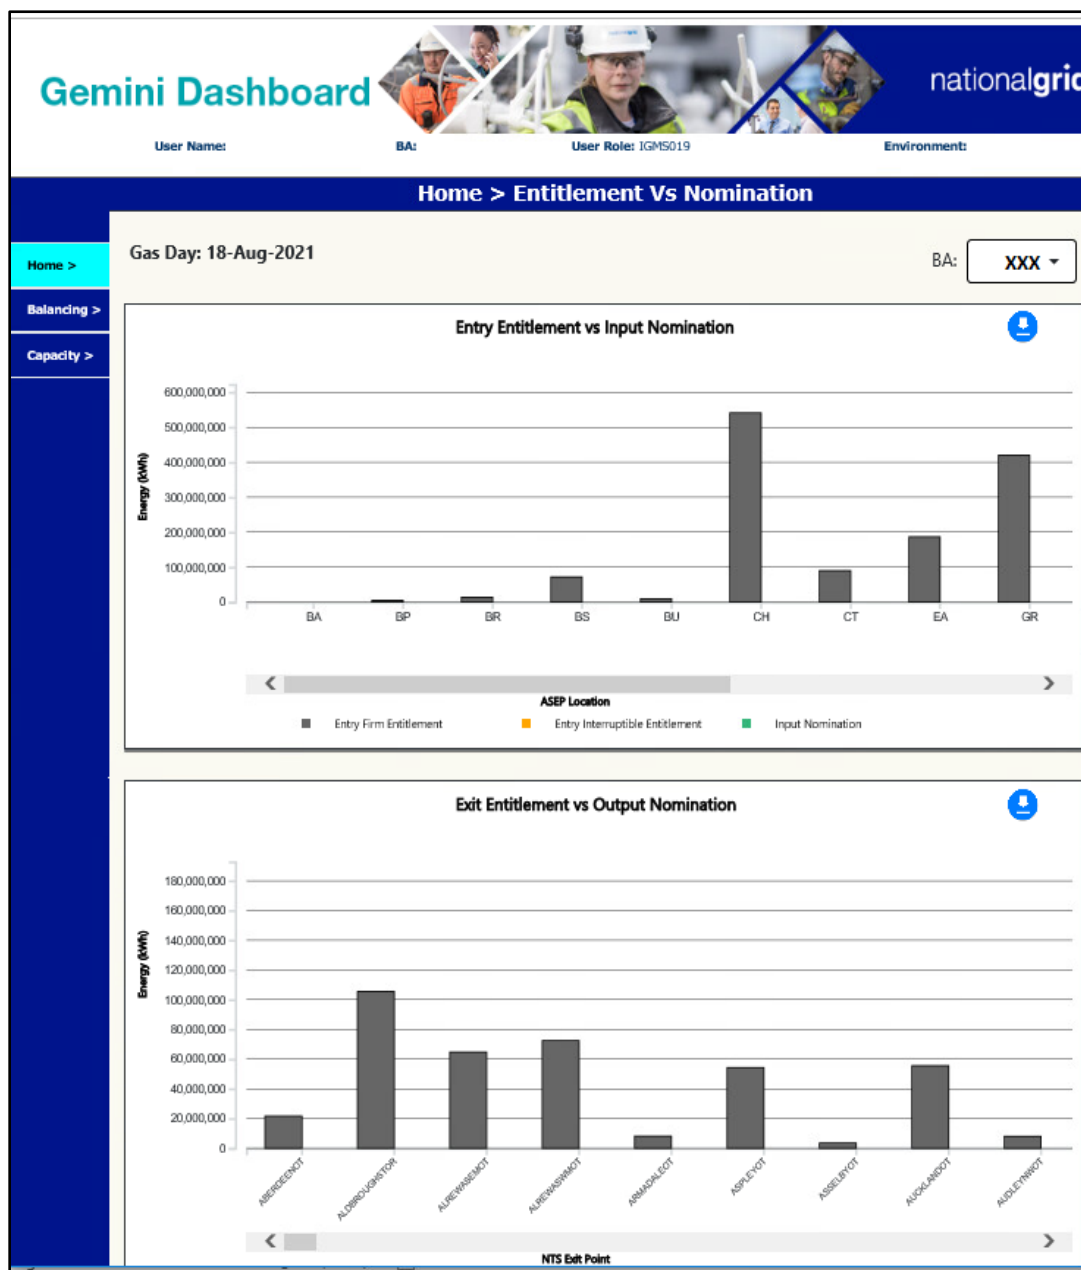 Gemini Dashboard
nationalgrid
User Name: BA: User Role: IGMS019 Environment:
Home > Entitlement Vs Nomination
Home >
Balancing >
Capacity >
Gas Day: 18-Aug-2021
BA: XXX
Entry Entitlement vs Input Nomination
Energy (kWh)
600,000,000
500,000,000
400,000,000
300,000,000
200,000,000
100,000,000
0
BA BP BR BS BU CH CT EA GR
ASEP Location
Entry Firm Entitlement Entry Interruptible Entitlement Input Nomination
Exit Entitlement vs Output Nomination
Energy (kWh)
180,000,000
160,000,000
140,000,000
120,000,000
100,000,000
80,000,000
60,000,000
40,000,000
20,000,000
0
ABERDEENOT ALDBROUGHSTOR ALREWASEMOT ALREWASWMOT ARMADALEOT ASPLEYOT ASSELBYOT AUCKLANDOT AUDLEYNWOT
NTS Exit Point